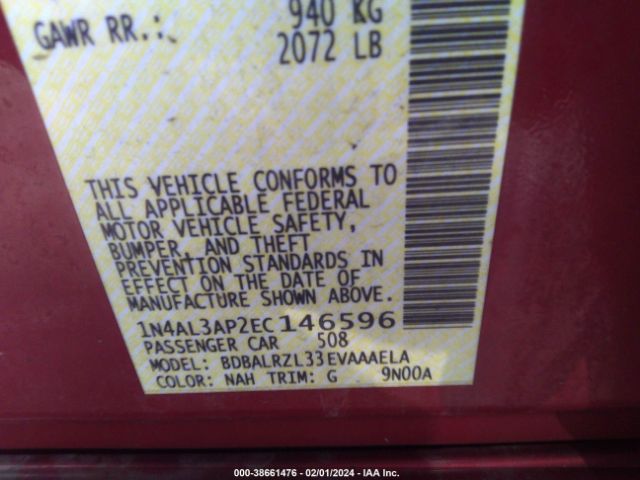 940 KG
GAWR RR.: 2072 LB
THIS VEHICLE CONFORMS TO
ALL APPLICABLE FEDERAL
MOTOR VEHICLE SAFETY,
BUMPER, AND THEFT
PREVENTION STANDARDS IN
EFFECT ON THE DATE OF
MANUFACTURE SHOWN ABOVE.
1N4AL3AP2EC146596
PASSENGER CAR 508
MODEL: BDBALRZL33EVAAAELA
COLOR: NAH TRIM: G 9N00A
000-38661476 - 02/01/2024 - IAA Inc.